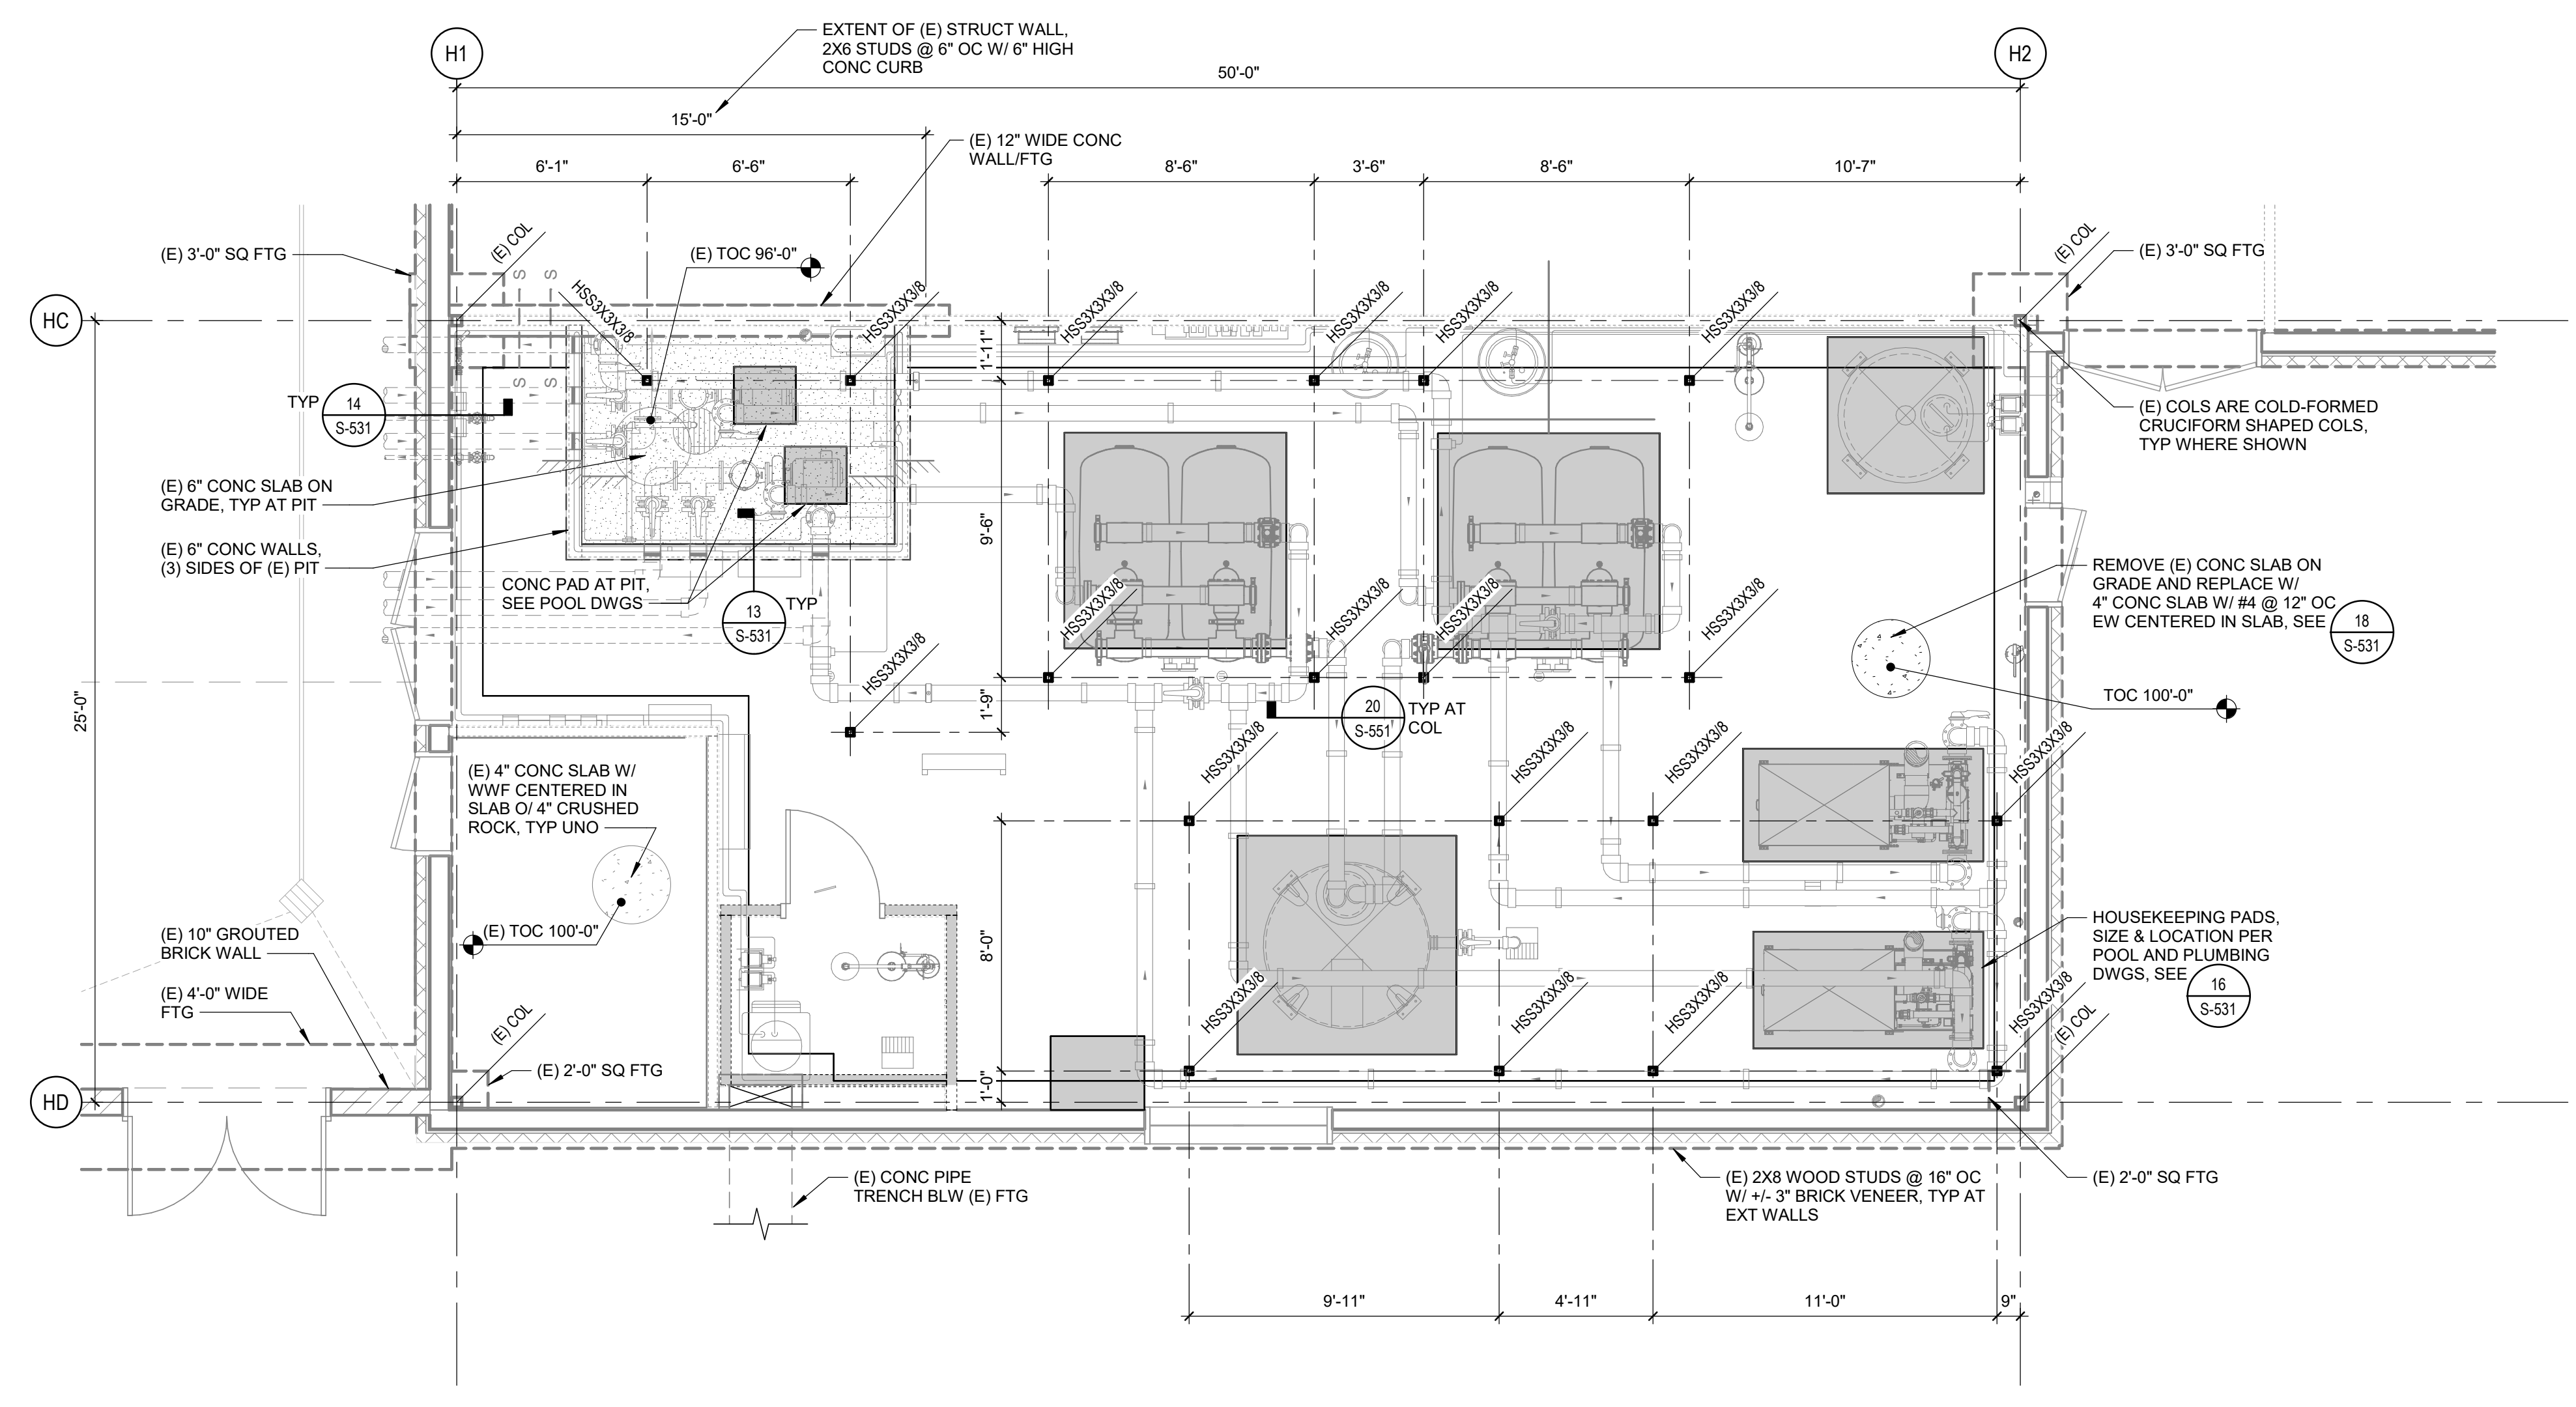 EXTENT OF (E) STRUCT WALL,
2X6 STUDS @ 6" OC W/ 6" HIGH
CONC CURB
H1
H2
50'-0"
15'-0"
(E) 12" WIDE CONC
WALL/FTG
6'-1"
6'-6"
8'-6"
3'-6"
8'-6"
10'-7"
(E) 3'-0" SQ FTG
(E) COL
S
S
(E) TOC 96'-0"
(E) COL
(E) 3'-0" SQ FTG
HC
HSS3X3X3/8
HSS3X3X3/8
HSS3X3X3/8
HSS3X3X3/8
HSS3X3X3/8
HSS3X3X3/8
1'-11"
S
S
TYP
14
S-531
(E) COLS ARE COLD-FORMED
CRUCIFORM SHAPED COLS,
TYP WHERE SHOWN
(E) 6" CONC SLAB ON
GRADE, TYP AT PIT
9'-6"
(E) 6" CONC WALLS,
(3) SIDES OF (E) PIT
CONC PAD AT PIT,
SEE POOL DWGS
13
S-531
TYP
HSS3X3X3/8
HSS3X3X3/8
HSS3X3X3/8
HSS3X3X3/8
HSS3X3X3/8
REMOVE (E) CONC SLAB ON
GRADE AND REPLACE W/
4" CONC SLAB W/ #4 @ 12" OC
EW CENTERED IN SLAB, SEE
18
S-531
TOC 100'-0"
25'-0"
1'-9"
20
S-551
TYP AT
COL
HSS3X3X3/8
HSS3X3X3/8
HSS3X3X3/8
HSS3X3X3/8
(E) 4" CONC SLAB W/
WWF CENTERED IN
SLAB O/ 4" CRUSHED
ROCK, TYP UNO
(E) TOC 100'-0"
8'-0"
(E) 10" GROUTED
BRICK WALL
(E) 4'-0" WIDE
FTG
HOUSEKEEPING PADS,
SIZE & LOCATION PER
POOL AND PLUMBING
DWGS, SEE
16
S-531
HSS3X3X3/8
HSS3X3X3/8
HSS3X3X3/8
HSS3X3X3/8
(E) COL
(E) COL
(E) 2'-0" SQ FTG
1'-0"
HD
(E) CONC PIPE
TRENCH BLW (E) FTG
(E) 2X8 WOOD STUDS @ 16" OC
W/ +/- 3" BRICK VENEER, TYP AT
EXT WALLS
(E) 2'-0" SQ FTG
9'-11"
4'-11"
11'-0"
9"